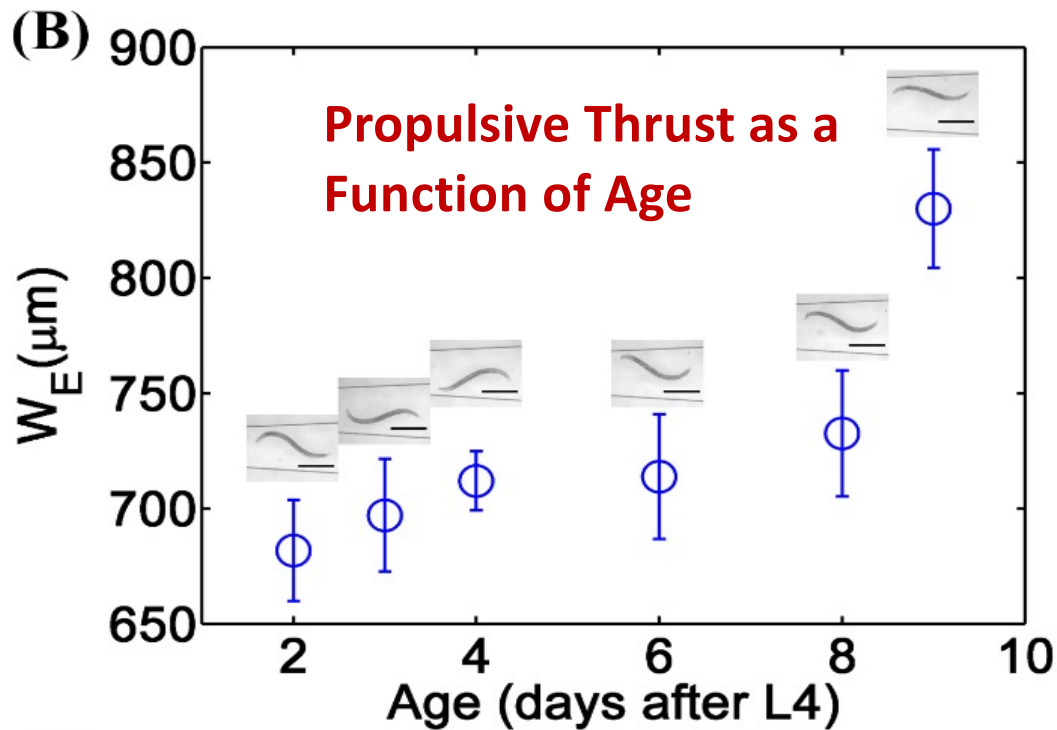 (B)
Propulsive Thrust as a
Function of Age
W_E(μm)
900
850
800
750
700
650
2 4 6 8 10
Age (days after L4)